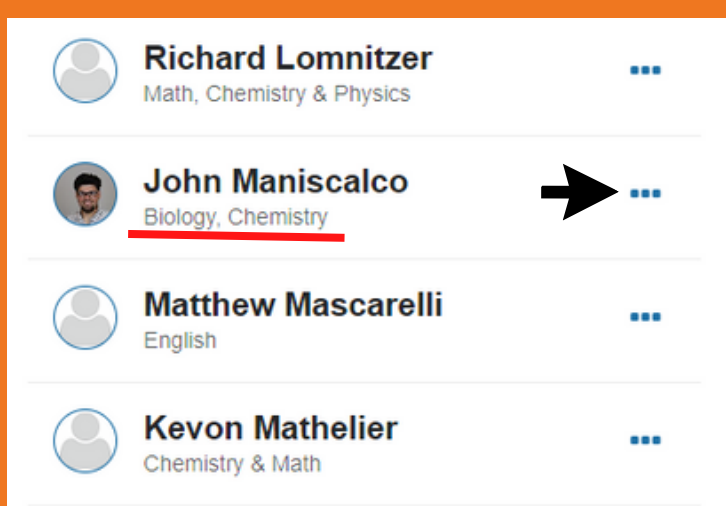 Richard Lomnitzer
Math, Chemistry & Physics
John Maniscalco
Biology, Chemistry
Matthew Mascarelli
English
Kevon Mathelier
Chemistry & Math